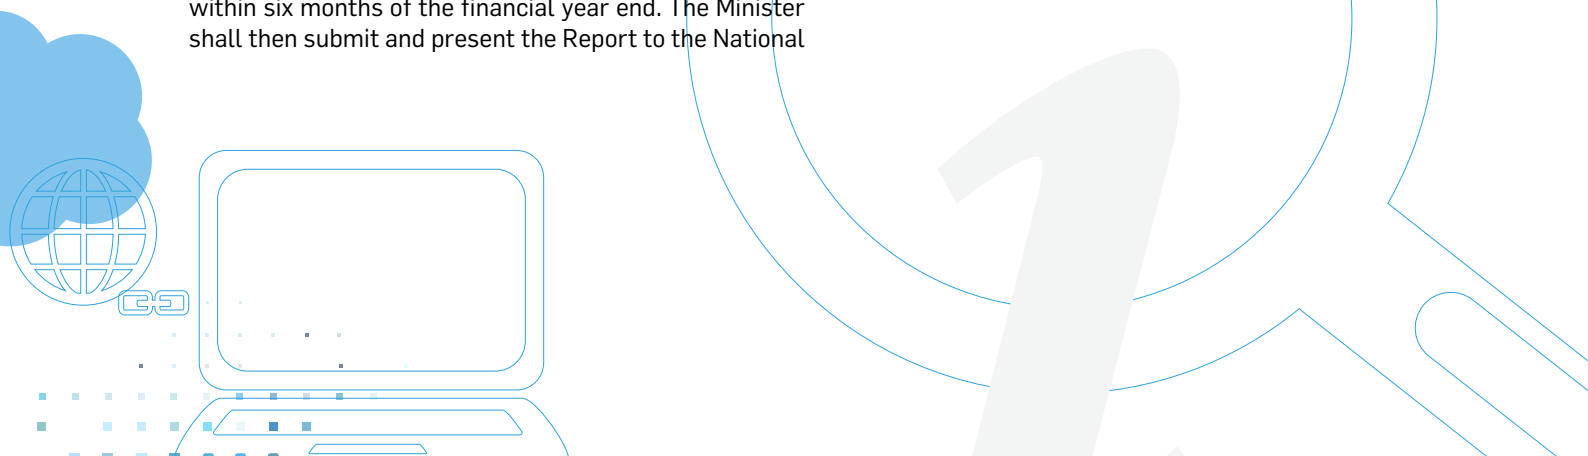 within six months of the financial year end. The Minister
shall then submit and present the Report to the National
1